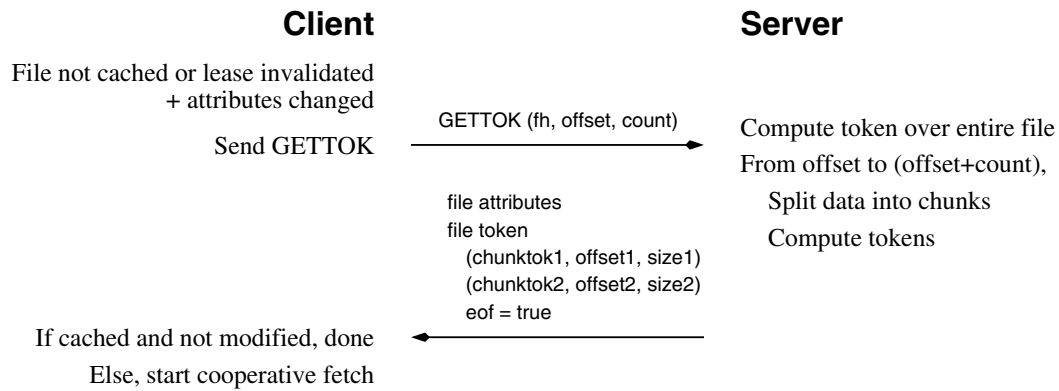 Client
Server
File not cached or lease invalidated
+ attributes changed
Send GETTOK
GETTOK (fh, offset, count)
Compute token over entire file
From offset to (offset+count),
Split data into chunks
Compute tokens
file attributes
file token
(chunktok1, offset1, size1)
(chunktok2, offset2, size2)
eof = true
If cached and not modified, done
Else, start cooperative fetch